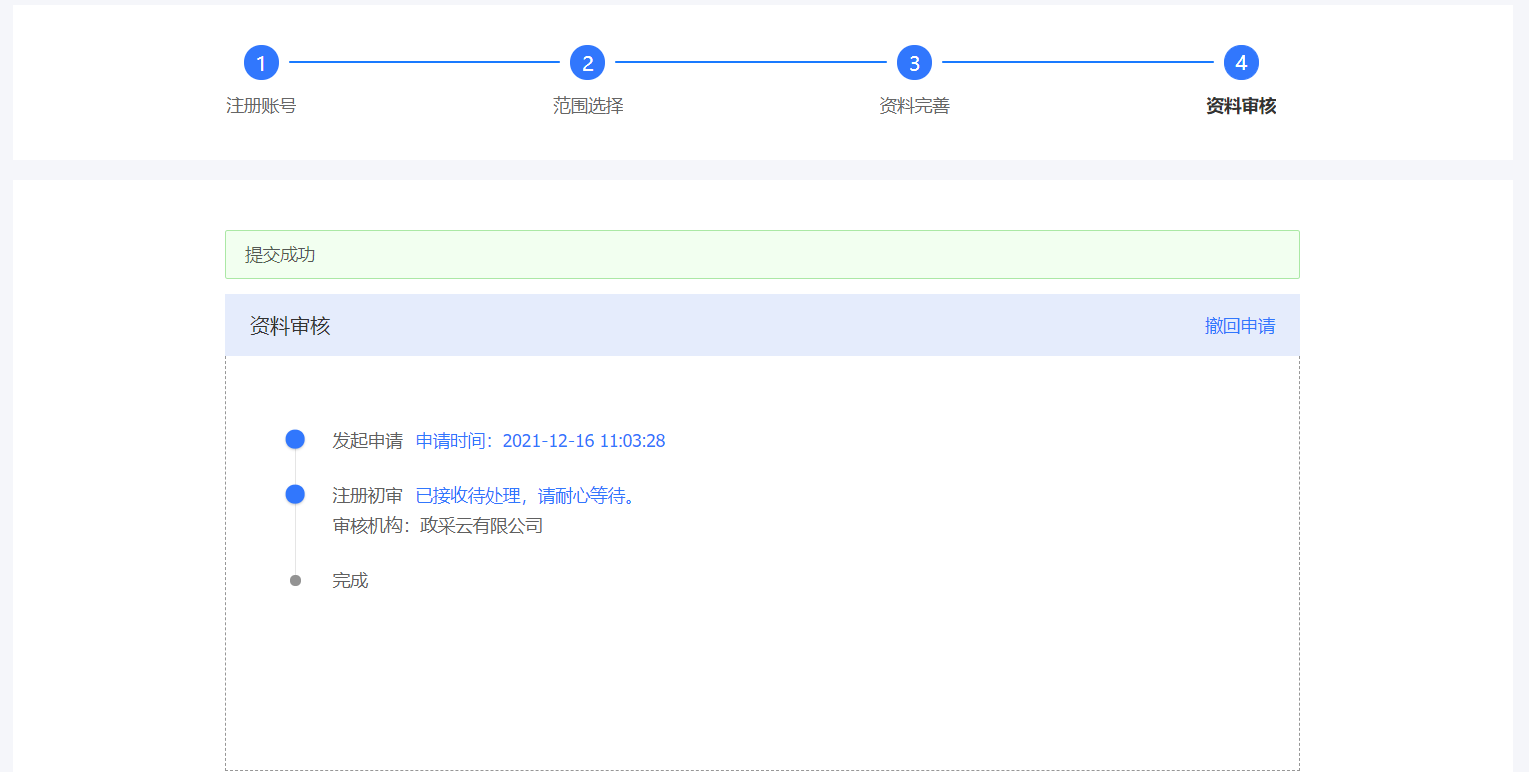 1 2 3 4
注册账号 范围选择 资料完善 资料审核
提交成功
资料审核 撤回申请
发起申请 申请时间：2021-12-16 11:03:28
注册初审 已接收待处理，请耐心等待。
审核机构：政采云有限公司
完成